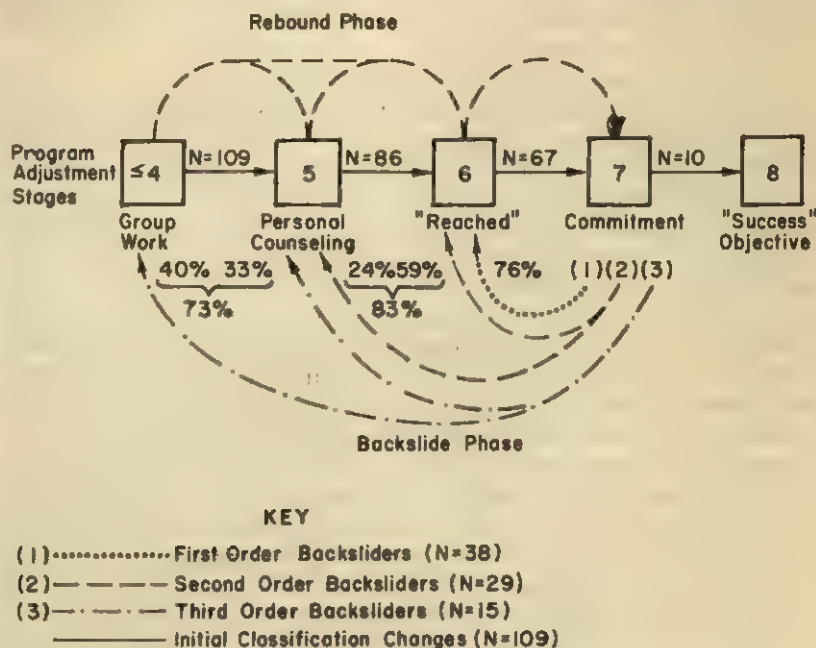 Rebound Phase
Program Adjustment Stages
≤4 N=109 5 N=86 6 N=67 7 N=10 8
Group Work
Personal Counseling
"Reached"
Commitment
"Success" Objective
40% 33% 24% 59% 76% (1)(2)(3)
73% 83%
Backslide Phase
KEY
(1) First Order Backsliders (N=38)
(2) Second Order Backsliders (N=29)
(3) Third Order Backsliders (N=15)
Initial Classification Changes (N=109)